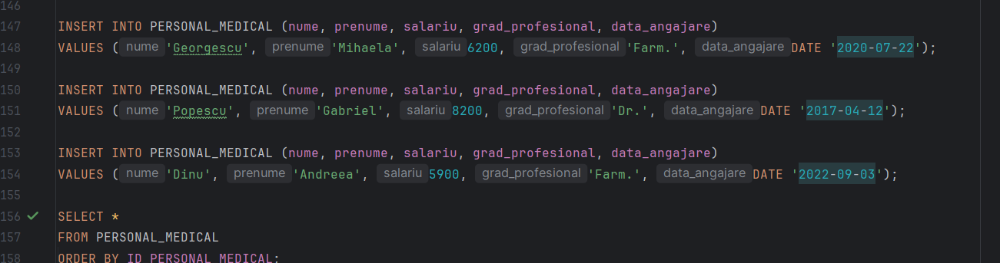 146
147 INSERT INTO PERSONAL_MEDICAL (nume, prenume, salariu, grad_profesional, data_angajare)
148 VALUES ( nume 'Georgescu', prenume 'Mihaela', salariu 6200, grad_profesional 'Farm.', data_angajare DATE '2020-07-22');
149
150 INSERT INTO PERSONAL_MEDICAL (nume, prenume, salariu, grad_profesional, data_angajare)
151 VALUES ( nume 'Popescu', prenume 'Gabriel', salariu 8200, grad_profesional 'Dr.', data_angajare DATE '2017-04-12');
152
153 INSERT INTO PERSONAL_MEDICAL (nume, prenume, salariu, grad_profesional, data_angajare)
154 VALUES ( nume 'Dinu', prenume 'Andreea', salariu 5900, grad_profesional 'Farm.', data_angajare DATE '2022-09-03');
155
156 SELECT *
157 FROM PERSONAL_MEDICAL
158 ORDER BY ID_PERSONAL_MEDICAL;